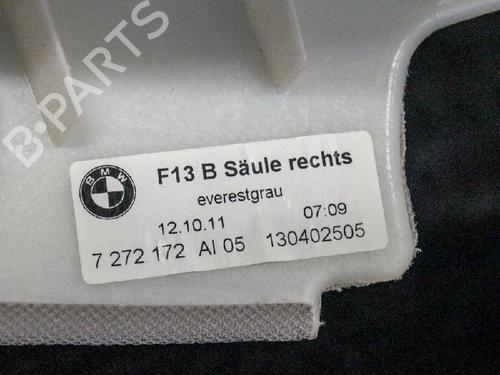 B-PARTS
BMW
F13 B Säule rechts
everestgrau
12.10.11 07:09
7 272 172 AI 05 130402505